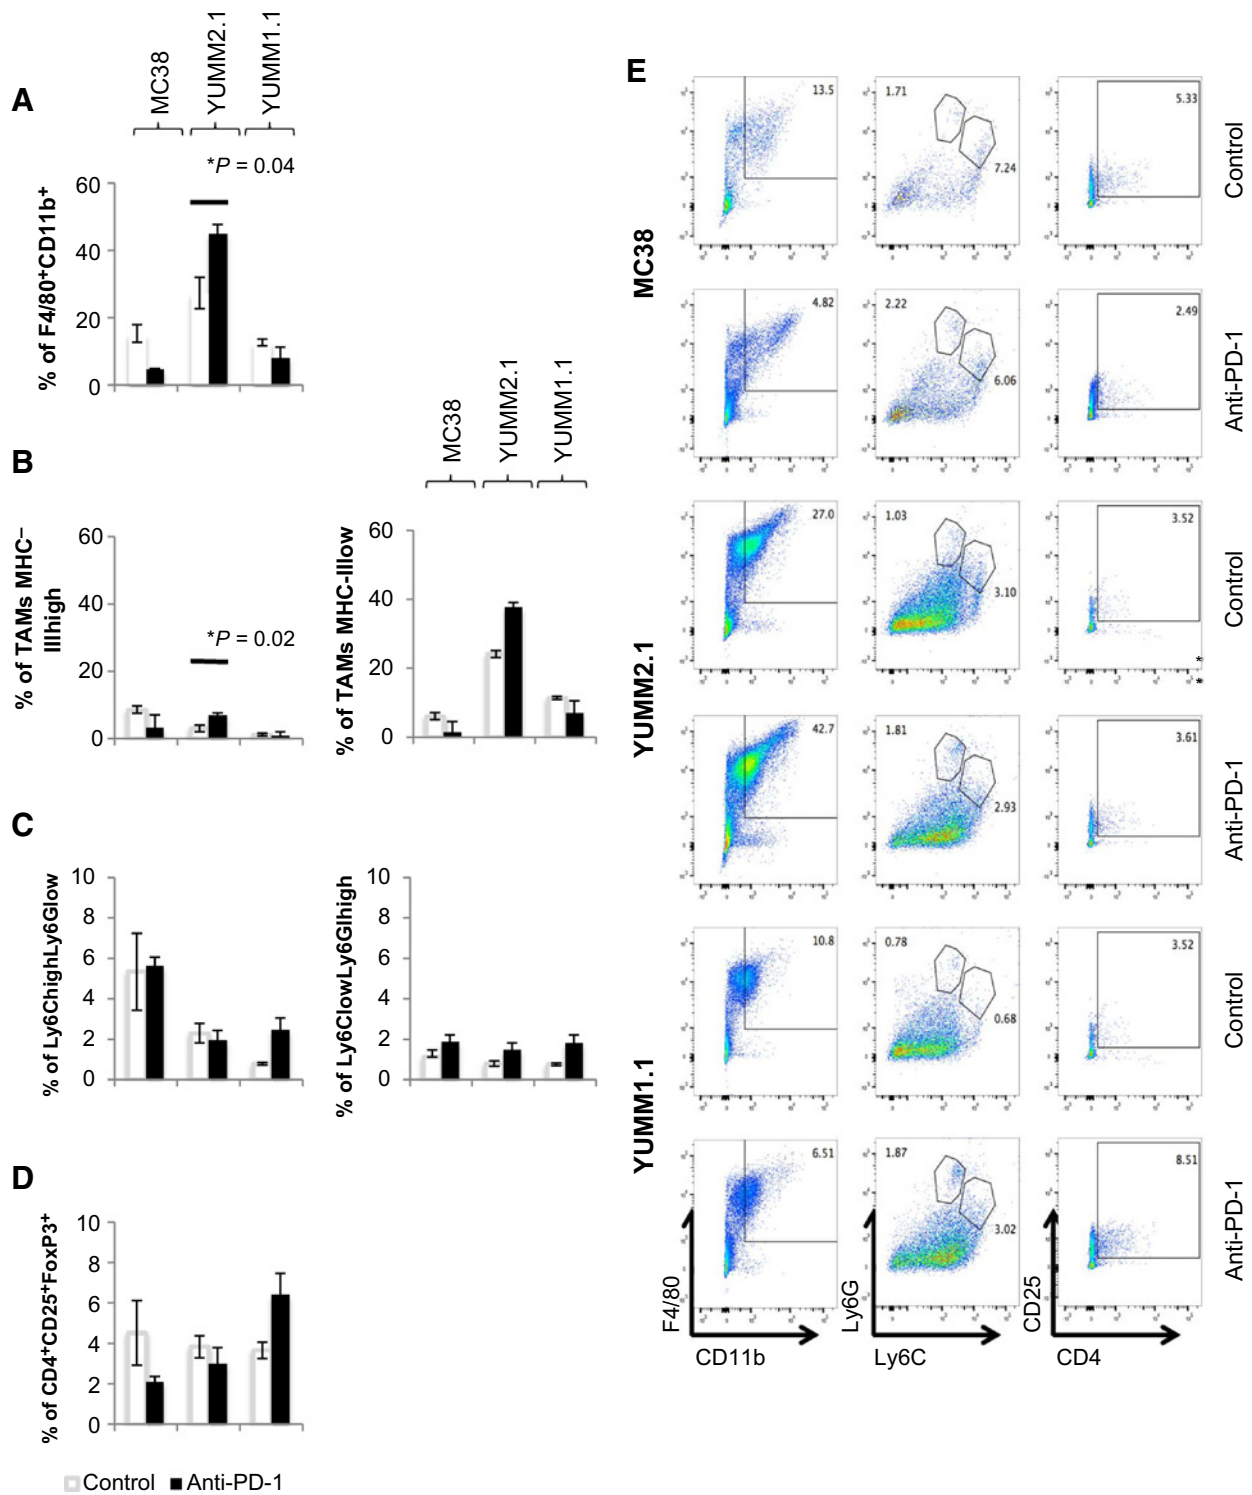 A
MC38
YUMM2.1
YUMM1.1
*P = 0.04
% of F4/80+CD11b+
60
40
20
0
B
% of TAMs MHC–
IIIhigh
60
40
20
0
*P = 0.02
MC38
YUMM2.1
YUMM1.1
% of TAMs MHC-IIIow
60
40
20
0
C
% of Ly6ChighLy6Glow
10
8
6
4
2
0
% of Ly6ClowLy6Glhigh
10
8
6
4
2
0
D
% of CD4+CD25+FoxP3+
10
8
6
4
2
0
Control
Anti-PD-1
E
MC38
13.5
1.71
7.24
5.33
Control
4.82
2.22
6.06
2.49
Anti-PD-1
YUMM2.1
27.0
1.03
3.10
3.52
*
*
Control
42.7
1.81
2.93
3.61
Anti-PD-1
YUMM1.1
10.8
0.78
0.68
3.52
Control
6.51
1.87
3.02
8.51
Anti-PD-1
F4/80
CD11b
Ly6G
Ly6C
CD25
CD4